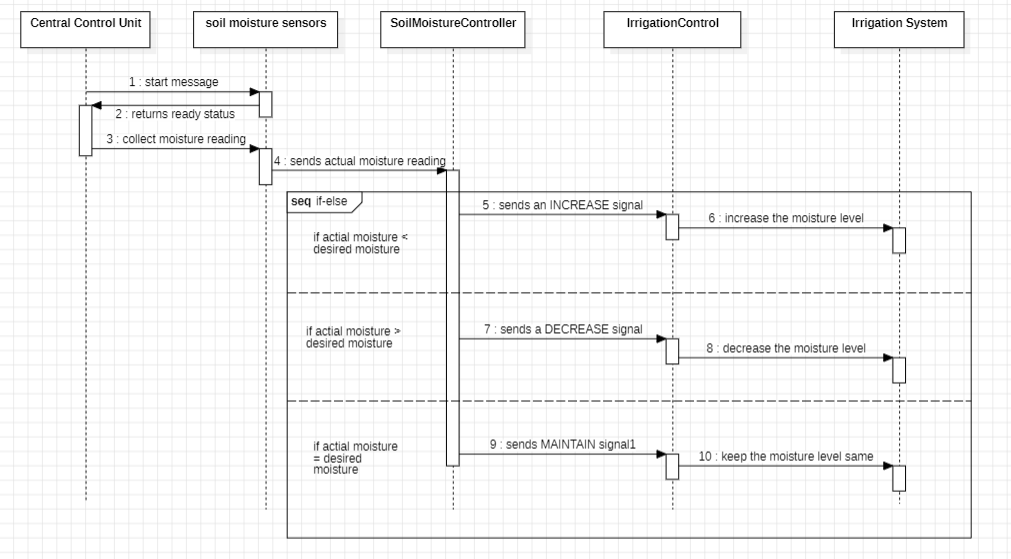 Central Control Unit
soil moisture sensors
SoilMoistureController
IrrigationControl
Irrigation System
1 : start message
2 : returns ready status
3 : collect moisture reading
4 : sends actual moisture reading
seq if-else
5 : sends an INCREASE signal
6 : increase the moisture level
if actial moisture <
desired moisture
7 : sends a DECREASE signal
if actial moisture >
desired moisture
8 : decrease the moisture level
9 : sends MAINTAIN signal1
if actial moisture
= desired
moisture
10 : keep the moisture level same